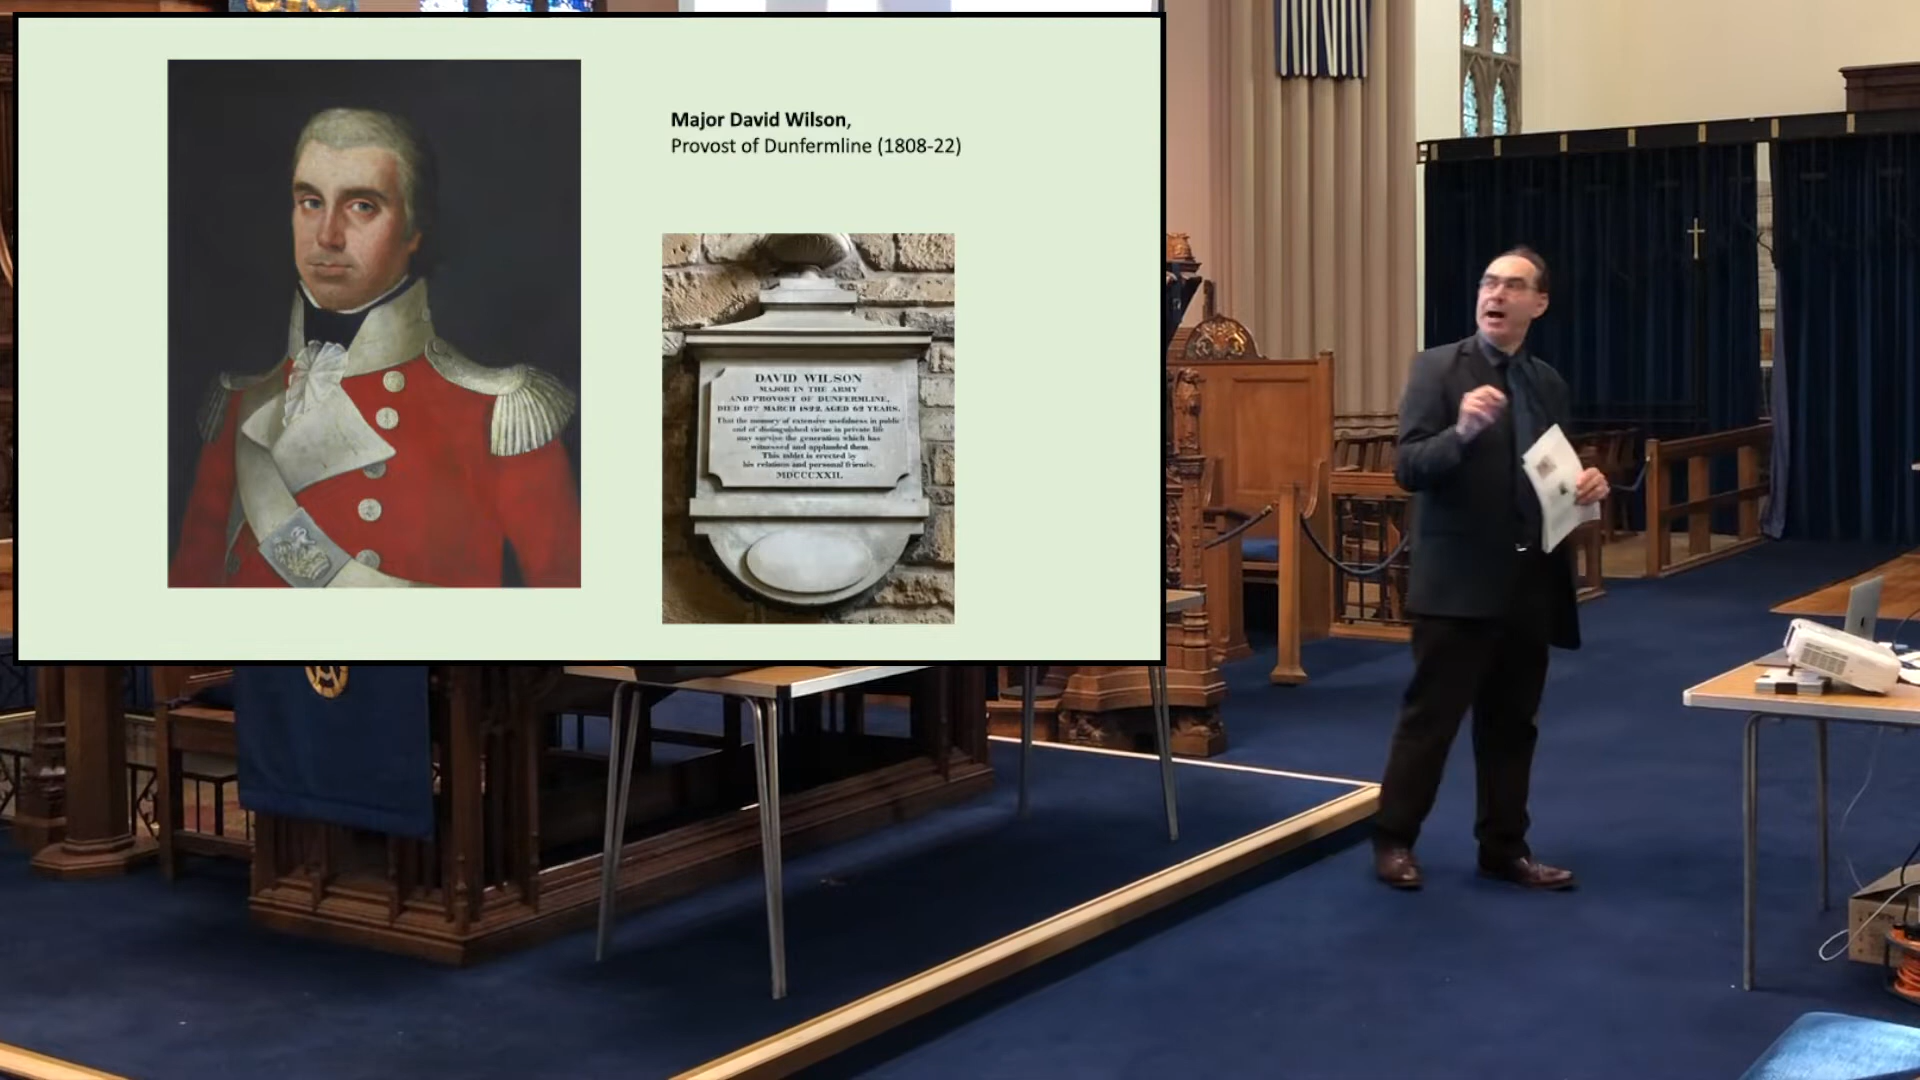 Major David Wilson,
Provost of Dunfermline (1808-22)
DAVID WILSON
MAJOR IN THE ARMY
AND PROVOST OF DUNFERMLINE,
DIED 18TH MARCH 1822, AGED 62 YEARS.
That the memory of extensive usefulness in public
and of distinguished virtue in private life
may survive the generation which has
witnessed and applauded them.
This tablet is erected by
his relations and personal friends.
MDCCCXXII.